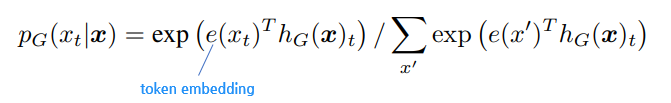 p_G(x_t|x) = exp (e(x_t)^T h_G(x)_t) / ∑_{x'} exp (e(x')^T h_G(x)_t)
token embedding